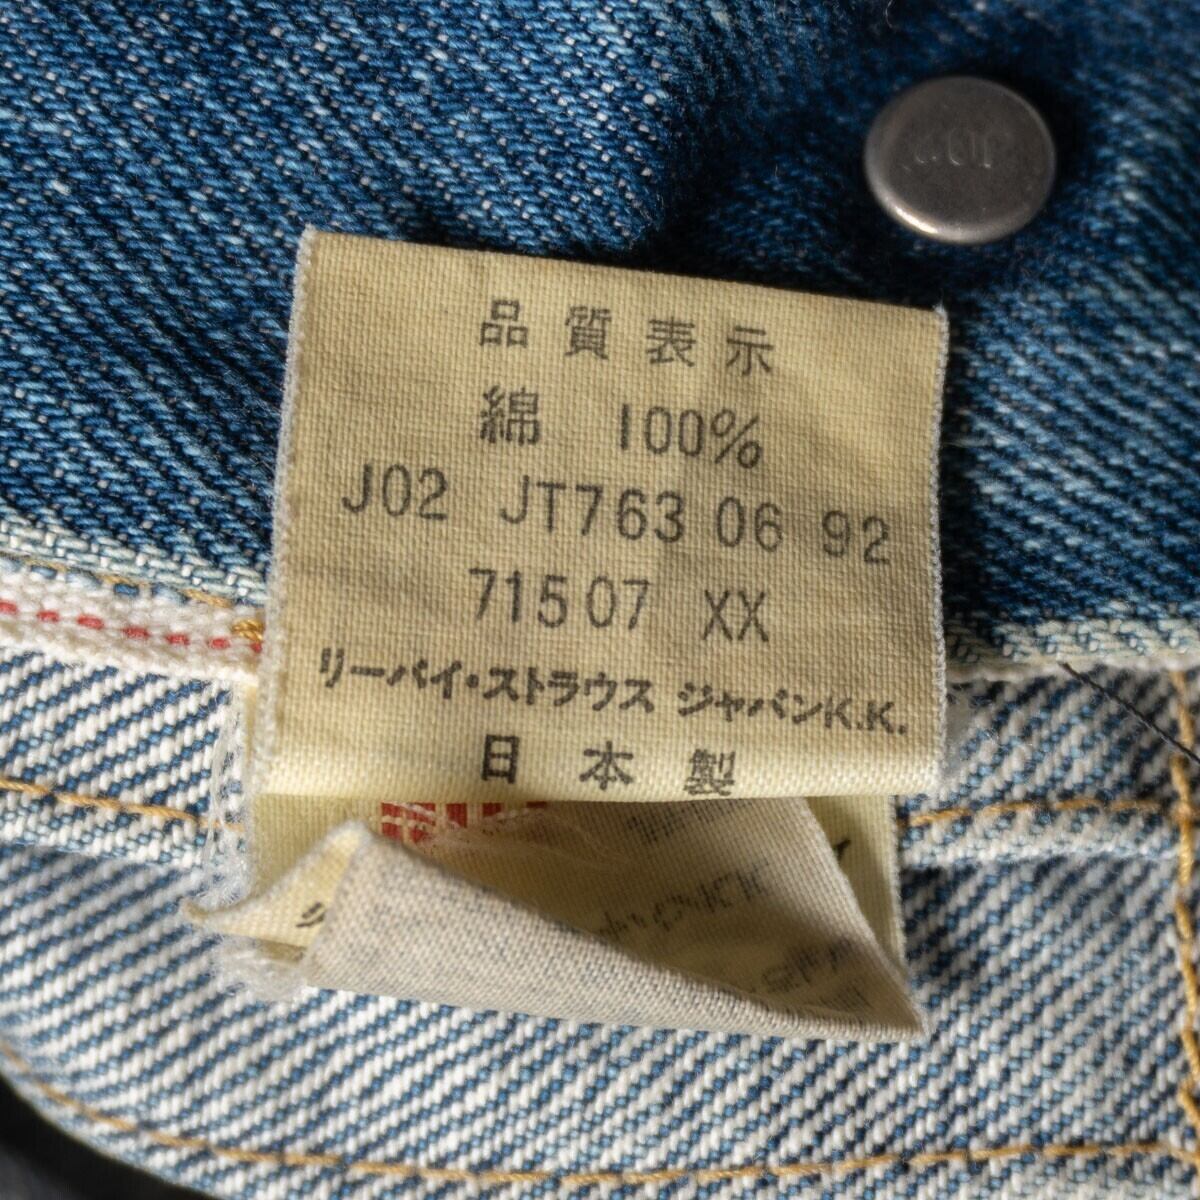 J02
品質表示
綿 100%
J02 JT763 06 92
71507 XX
リーバイ・ストラウス ジャパンK.K.
日本製